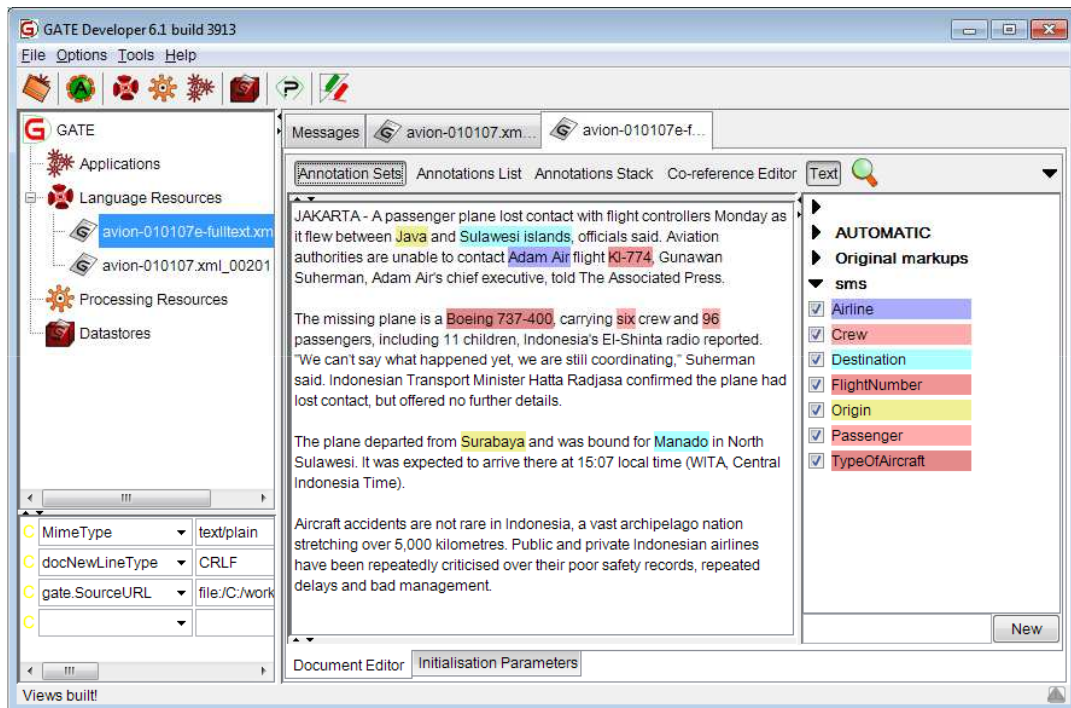 GATE Developer 6.1 build 3913
File Options Tools Help
GATE
Applications
Language Resources
avion-010107e-fulltext.xm
avion-010107.xml_00201
Processing Resources
Datastores
C MimeType text/plain
C docNewLineType CRLF
C gate.SourceURL file:/C:/work
C
Messages avion-010107.xm... avion-010107e-f...
Annotation Sets Annotations List Annotations Stack Co-reference Editor Text
JAKARTA - A passenger plane lost contact with flight controllers Monday as
it flew between Java and Sulawesi islands, officials said. Aviation
authorities are unable to contact Adam Air flight KI-774, Gunawan
Suherman, Adam Air's chief executive, told The Associated Press.
The missing plane is a Boeing 737-400, carrying six crew and 96
passengers, including 11 children, Indonesia's El-Shinta radio reported.
"We can't say what happened yet, we are still coordinating," Suherman
said. Indonesian Transport Minister Hatta Radjasa confirmed the plane had
lost contact, but offered no further details.
The plane departed from Surabaya and was bound for Manado in North
Sulawesi. It was expected to arrive there at 15:07 local time (WITA, Central
Indonesia Time).
Aircraft accidents are not rare in Indonesia, a vast archipelago nation
stretching over 5,000 kilometres. Public and private Indonesian airlines
have been repeatedly criticised over their poor safety records, repeated
delays and bad management.
AUTOMATIC
Original markups
sms
Airline
Crew
Destination
FlightNumber
Origin
Passenger
TypeOfAircraft
New
Document Editor Initialisation Parameters
Views built!